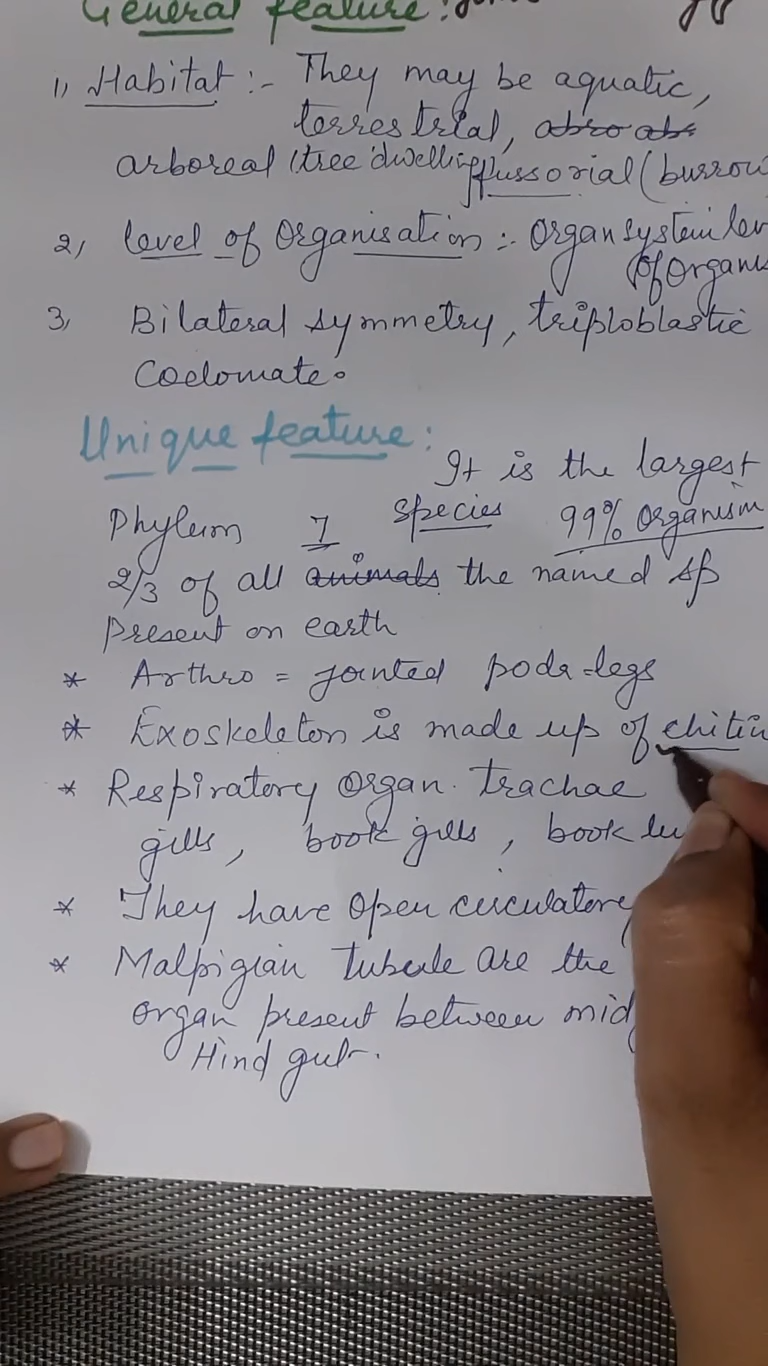 General feature:
1) Habitat :- They may be aquatic,
terrestrial,
arboreal (tree dwelling fussorial (burrow
2, level of Organisation :- Organ system lev
of Organis
3, Bilateral symmetry, triploblastic
Coelomate.
Unique feature:
It is the largest
Phylum 7 species 99% Organism
2/3 of all animals the named sp
Present on earth
* Arthro = jointed poda-legs
* Exoskeleton is made up of chitin
* Respiratory Organ. trachae
gills, book gills, book lu
* They have Open circulatory
* Malpigian tubule are the
organ present between mid
Hind gut.